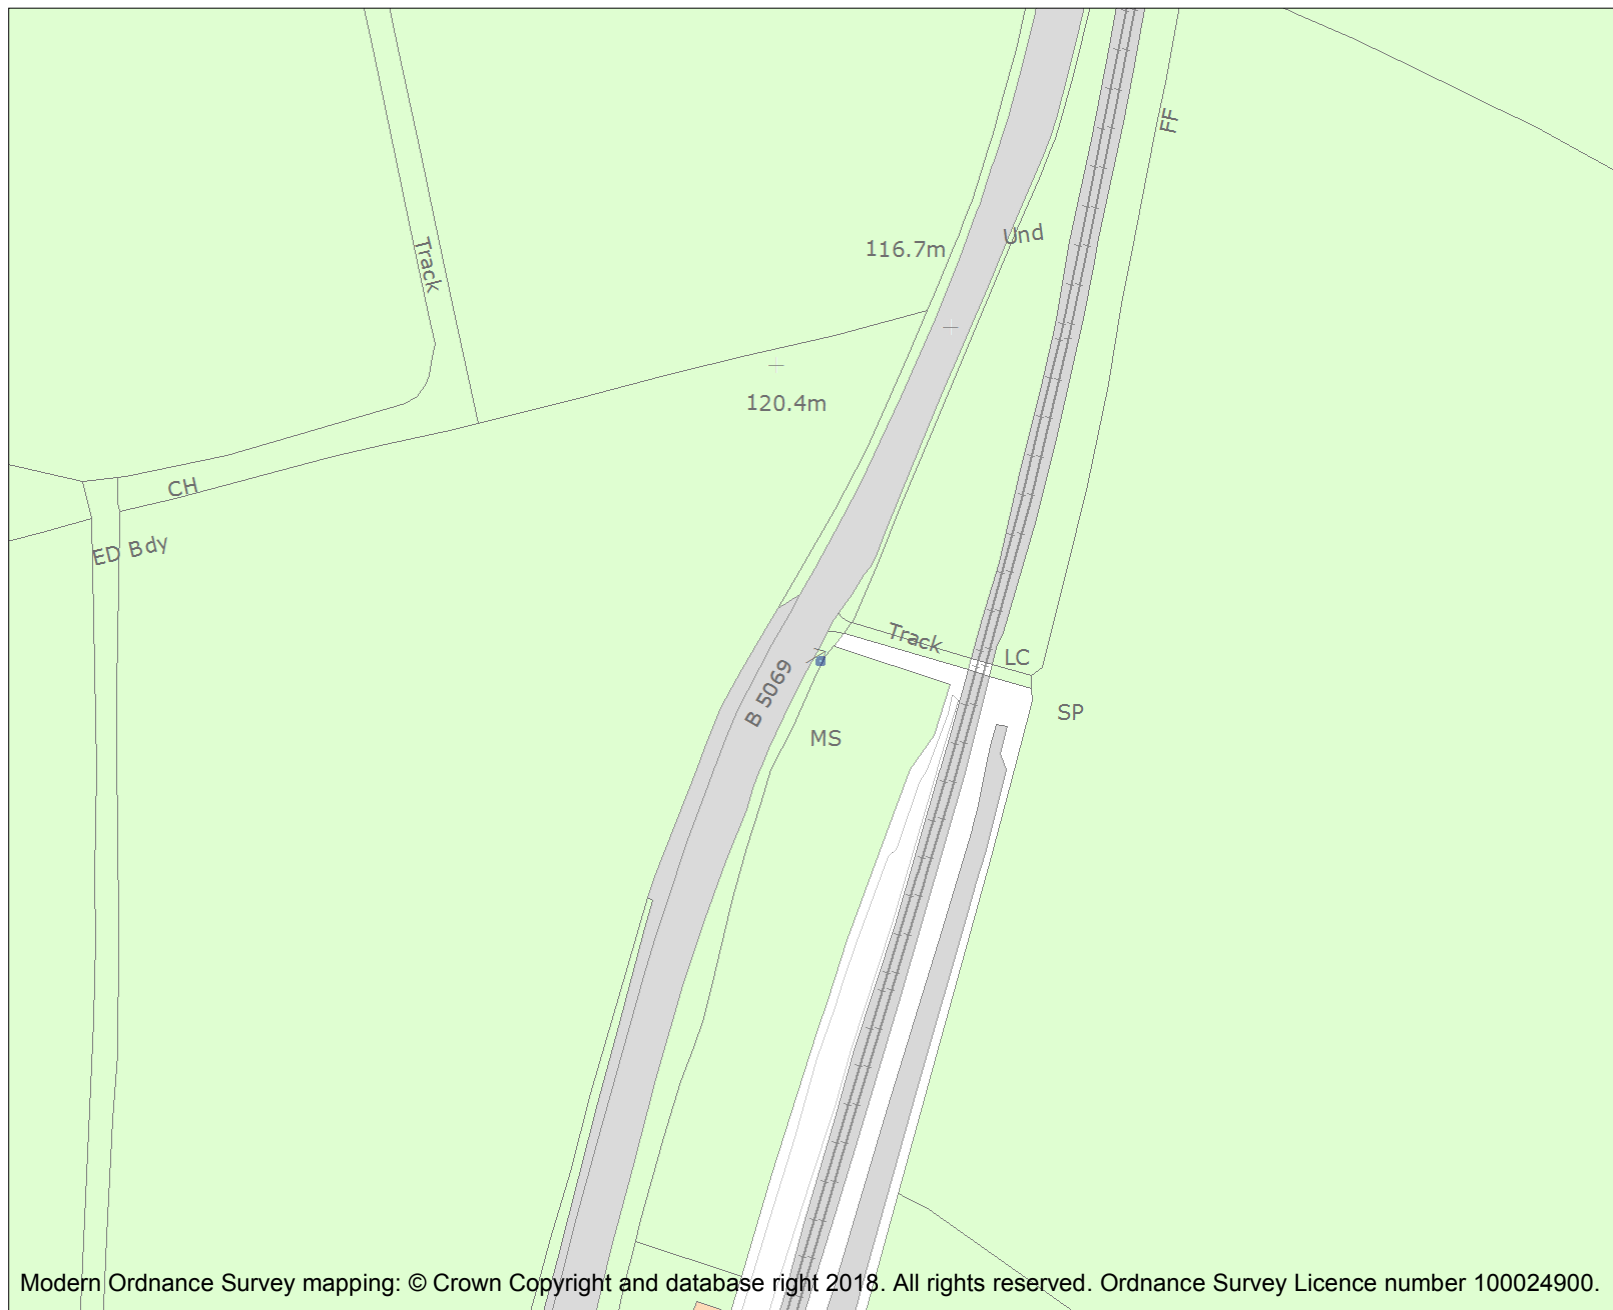 FF
Und
116.7m
Track
120.4m
CH
ED Bdy
Track
LC
B 5069
SP
MS
Modern Ordnance Survey mapping: © Crown Copyright and database right 2018. All rights reserved. Ordnance Survey Licence number 100024900.